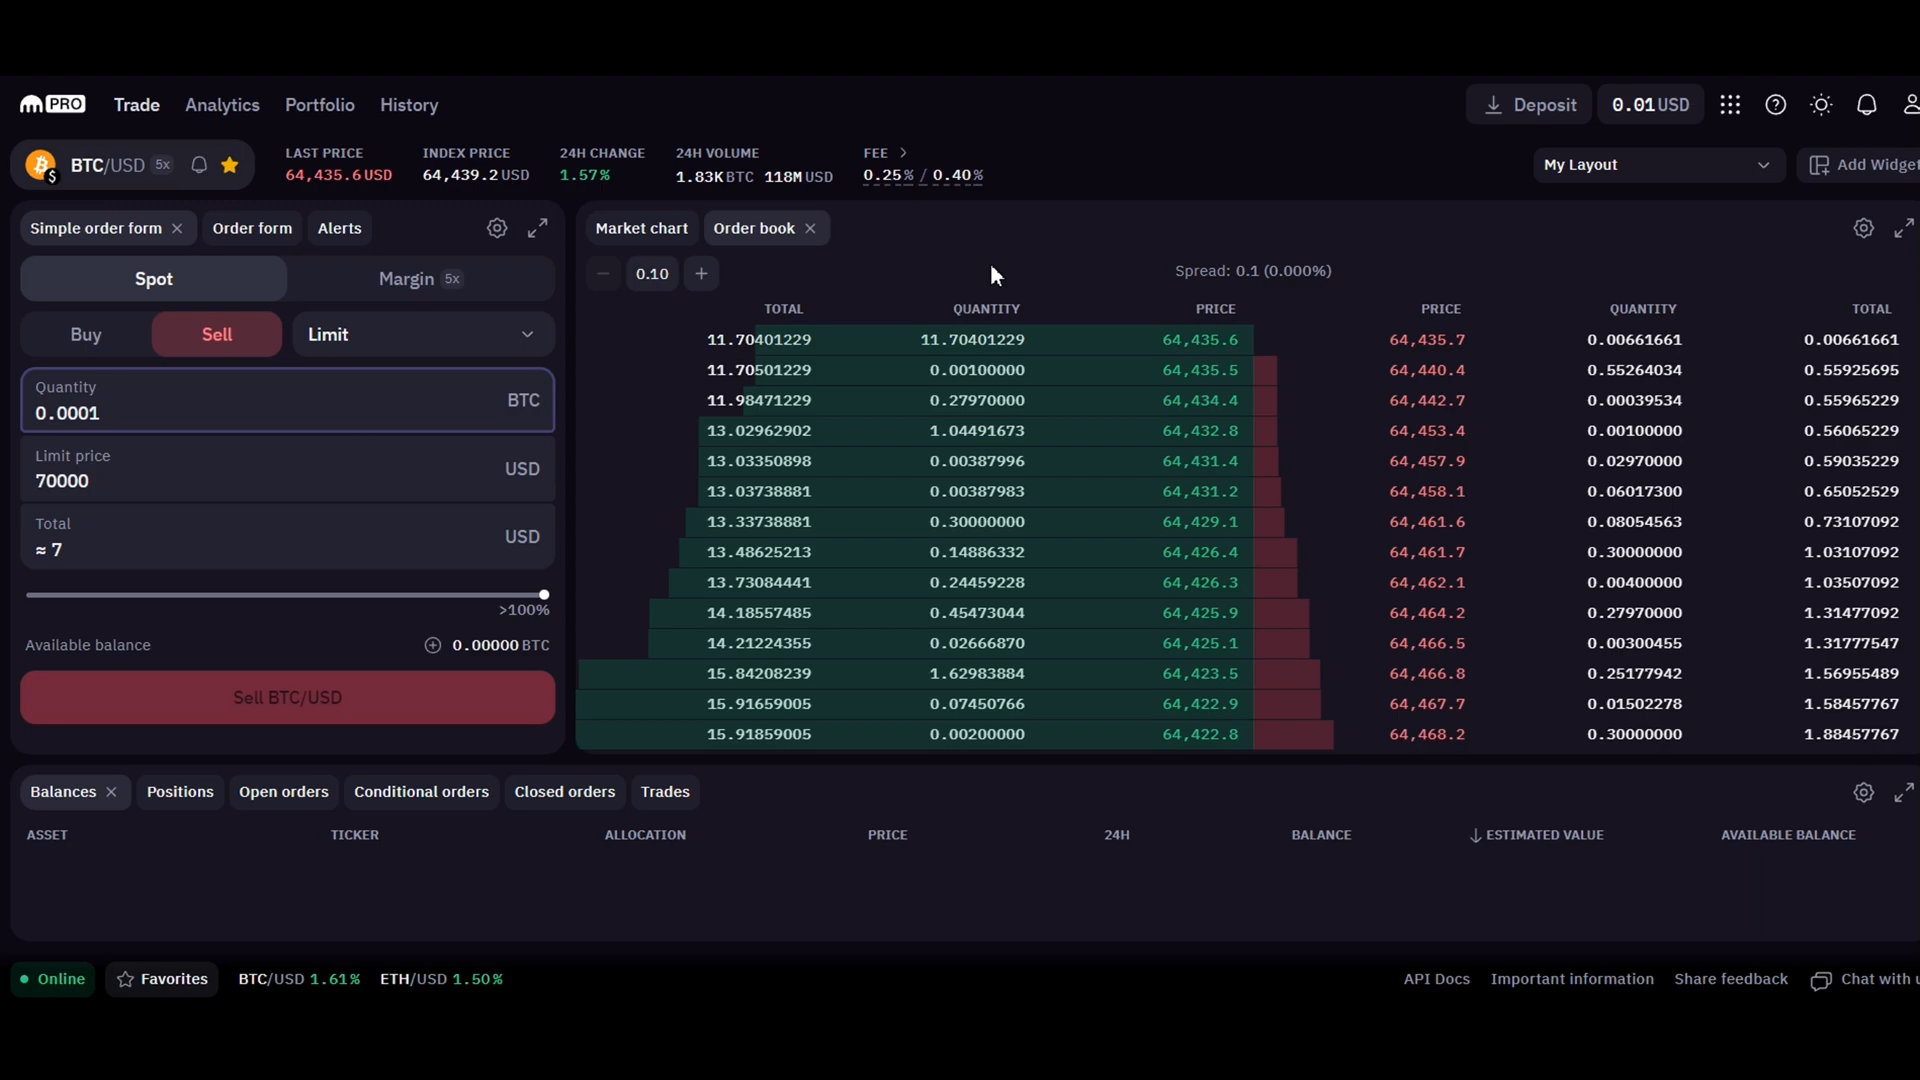 PRO Trade Analytics Portfolio History Deposit 0.01 USD
BTC/USD 5x LAST PRICE INDEX PRICE 24H CHANGE 24H VOLUME FEE My Layout Add Widget
64,435.6 USD 64,439.2 USD 1.57% 1.83K BTC 118M USD 0.25% / 0.40%
Simple order form Order form Alerts
Spot Margin 5x
Buy Sell Limit
Quantity
0.0001 BTC
Limit price
70000 USD
Total
≈ 7 USD
>100%
Available balance 0.00000 BTC
Sell BTC/USD
Market chart Order book
0.10 Spread: 0.1 (0.000%)
TOTAL QUANTITY PRICE PRICE QUANTITY TOTAL
11.70401229 11.70401229 64,435.6 64,435.7 0.00661661 0.00661661
11.70501229 0.00100000 64,435.5 64,440.4 0.55264034 0.55925695
11.98471229 0.27970000 64,434.4 64,442.7 0.00039534 0.55965229
13.02962902 1.04491673 64,432.8 64,453.4 0.00100000 0.56065229
13.03350898 0.00387996 64,431.4 64,457.9 0.02970000 0.59035229
13.03738881 0.00387983 64,431.2 64,458.1 0.06017300 0.65052529
13.33738881 0.30000000 64,429.1 64,461.6 0.08054563 0.73107092
13.48625213 0.14886332 64,426.4 64,461.7 0.30000000 1.03107092
13.73084441 0.24459228 64,426.3 64,462.1 0.00400000 1.03507092
14.18557485 0.45473044 64,425.9 64,464.2 0.27970000 1.31477092
14.21224355 0.02666870 64,425.1 64,466.5 0.00300455 1.31777547
15.84208239 1.62983884 64,423.5 64,466.8 0.25177942 1.56955489
15.91659005 0.07450766 64,422.9 64,467.7 0.01502278 1.58457767
15.91859005 0.00200000 64,422.8 64,468.2 0.30000000 1.88457767
Balances Positions Open orders Conditional orders Closed orders Trades
ASSET TICKER ALLOCATION PRICE 24H BALANCE ESTIMATED VALUE AVAILABLE BALANCE
Online Favorites BTC/USD 1.61% ETH/USD 1.50% API Docs Important information Share feedback Chat with u